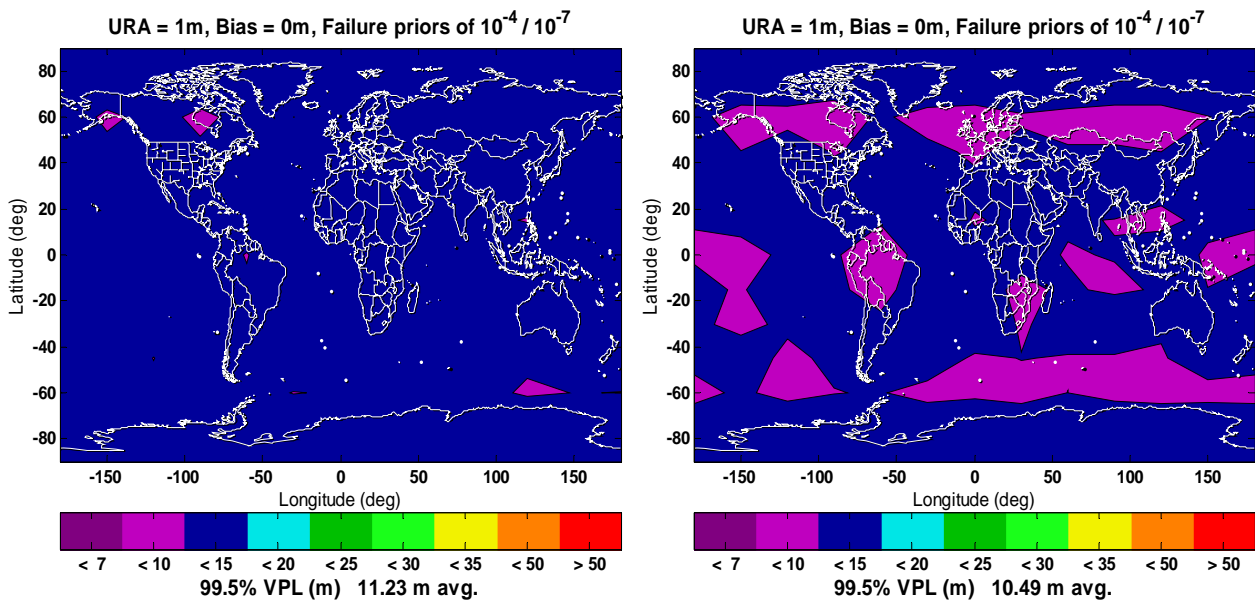 URA = 1m, Bias = 0m, Failure priors of 10^-4 / 10^-7
80
60
40
20
0
-20
-40
-60
-80
Latitude (deg)
-150 -100 -50 0 50 100 150
Longitude (deg)
< 7 < 10 < 15 < 20 < 25 < 30 < 35 < 50 > 50
99.5% VPL (m) 11.23 m avg.
URA = 1m, Bias = 0m, Failure priors of 10^-4 / 10^-7
80
60
40
20
0
-20
-40
-60
-80
Latitude (deg)
-150 -100 -50 0 50 100 150
Longitude (deg)
< 7 < 10 < 15 < 20 < 25 < 30 < 35 < 50 > 50
99.5% VPL (m) 10.49 m avg.